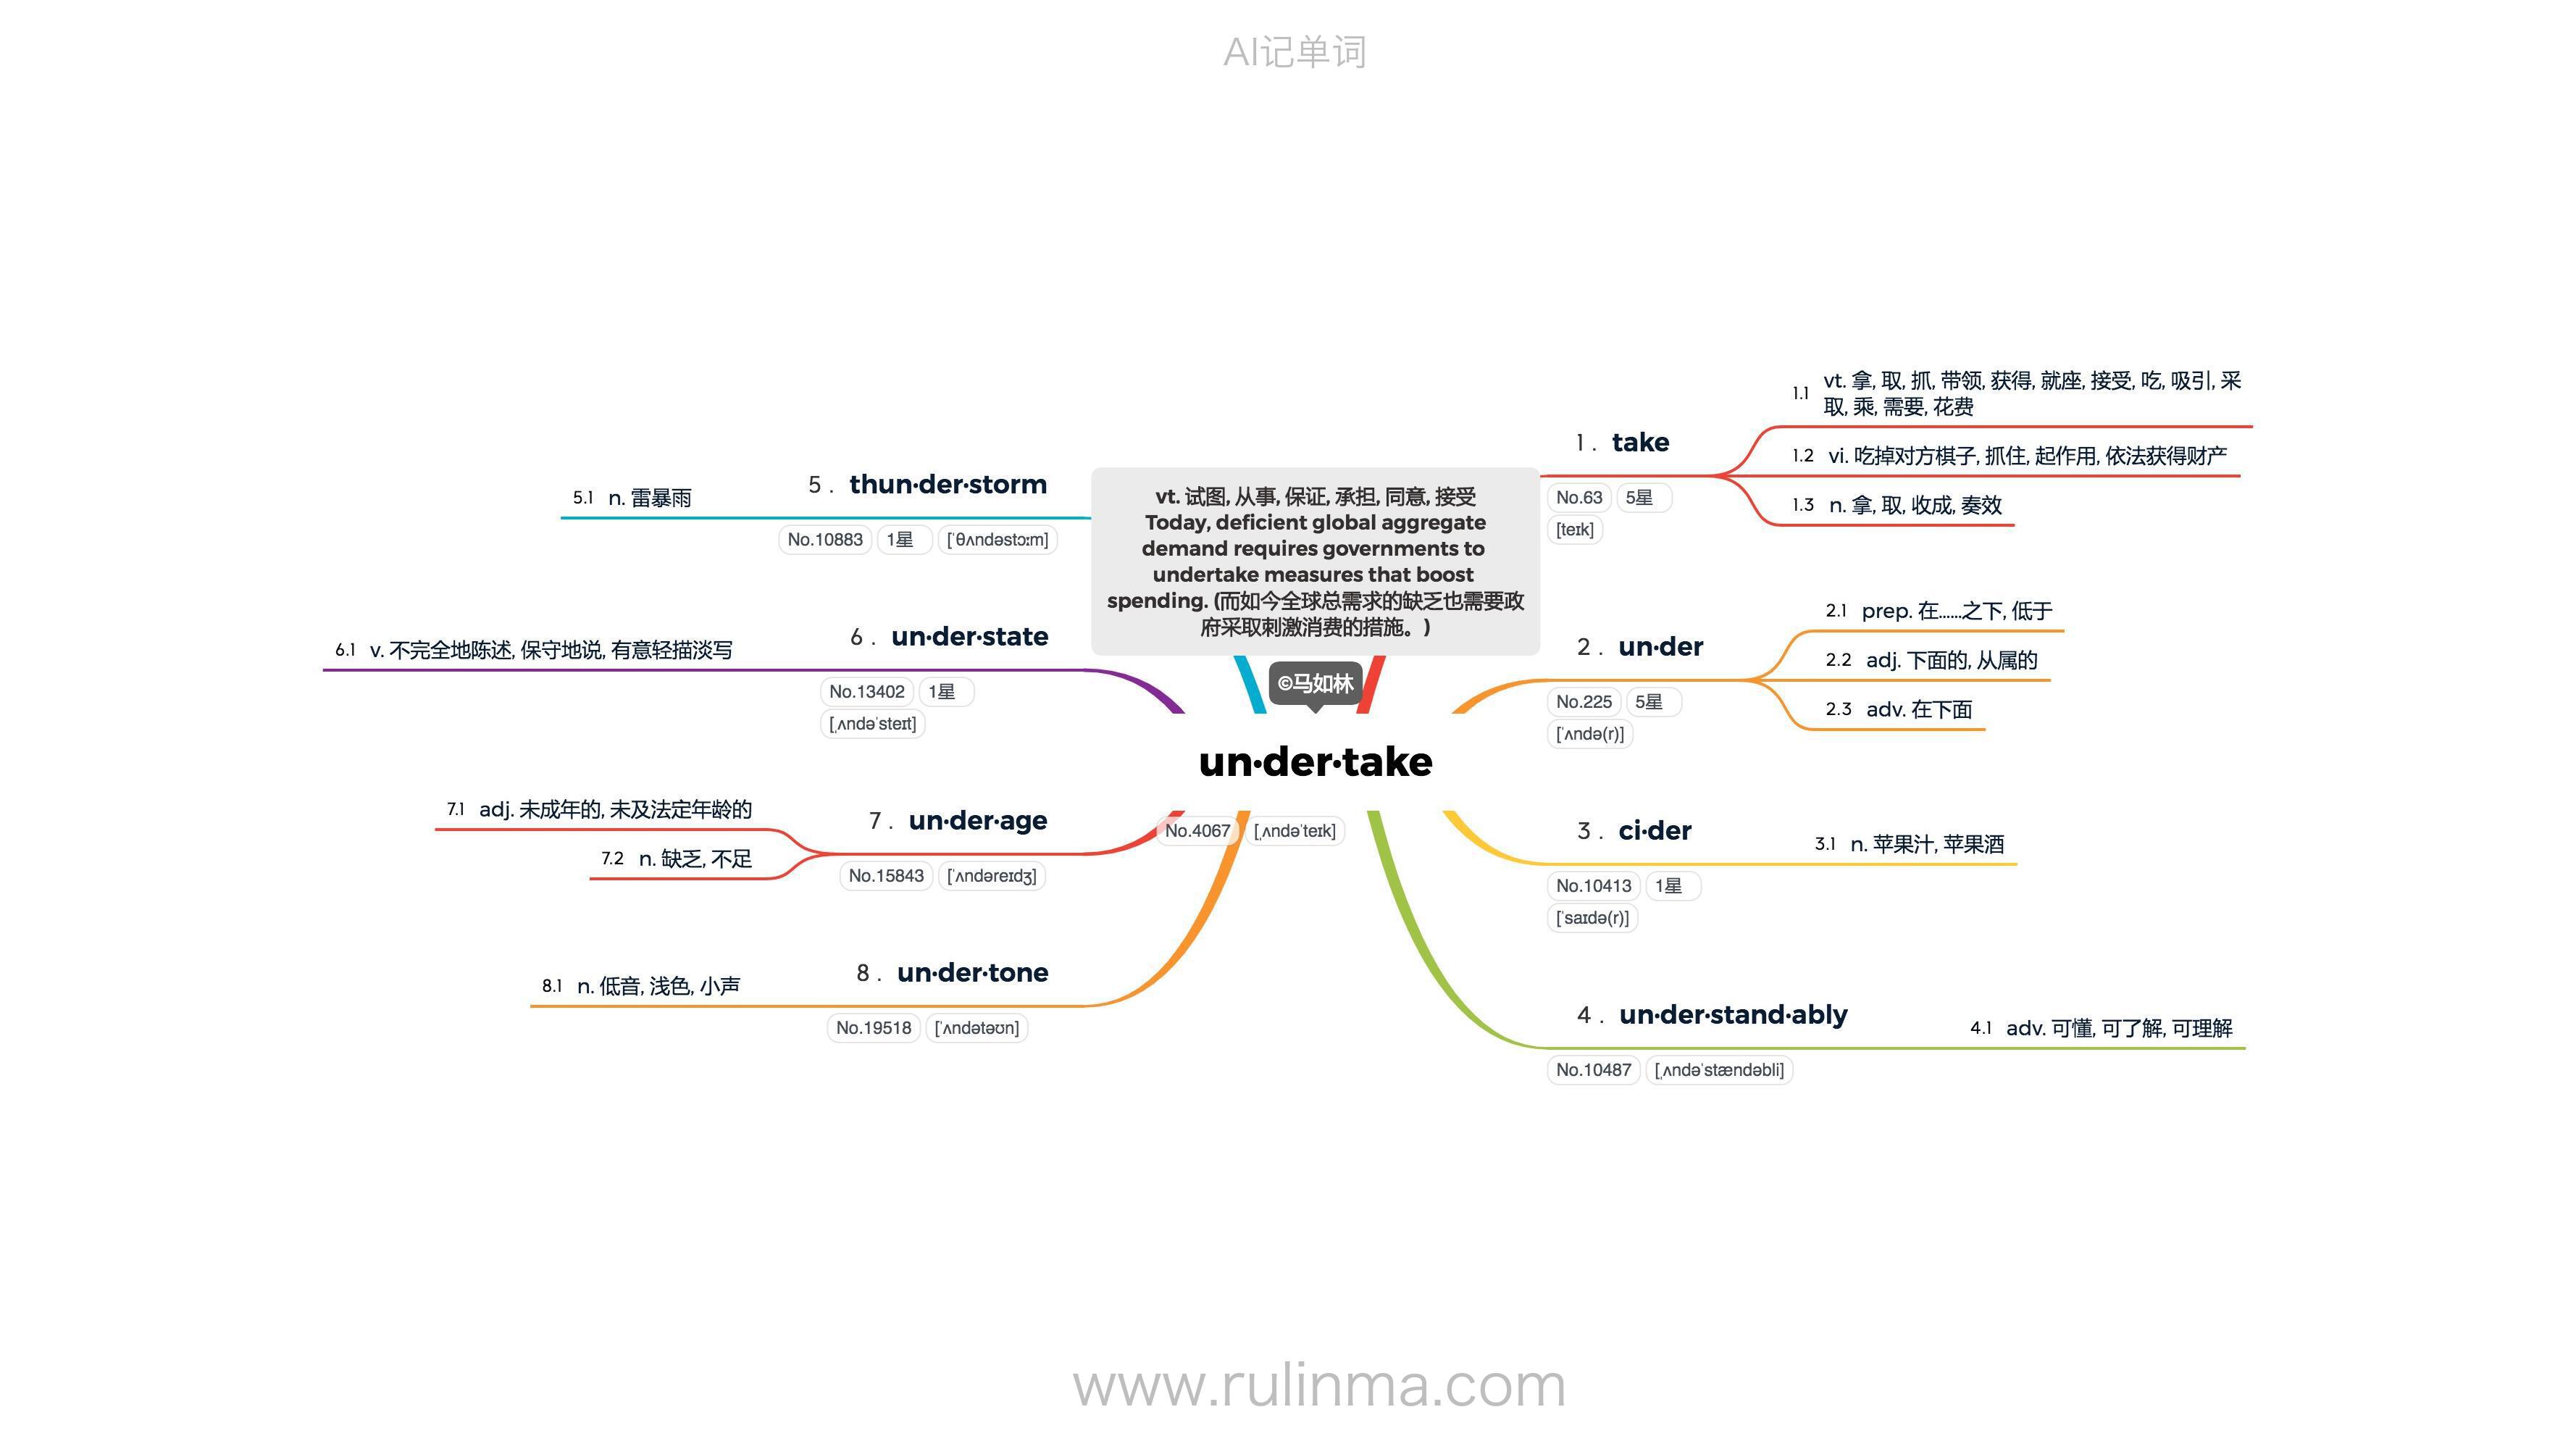 AI记单词
vt. 试图, 从事, 保证, 承担, 同意, 接受
Today, deficient global aggregate
demand requires governments to
undertake measures that boost
spending. (而如今全球总需求的缺乏也需要政
府采取刺激消费的措施。)
©马如林
un·der·take
No.4067 [ˌʌndəˈteɪk]
1 . take
No.63 5星
[teɪk]
1.1 vt. 拿, 取, 抓, 带领, 获得, 就座, 接受, 吃, 吸引, 采
取, 乘, 需要, 花费
1.2 vi. 吃掉对方棋子, 抓住, 起作用, 依法获得财产
1.3 n. 拿, 取, 收成, 奏效
2 . un·der
No.225 5星
[ˈʌndə(r)]
2.1 prep. 在......之下, 低于
2.2 adj. 下面的, 从属的
2.3 adv. 在下面
3 . ci·der
No.10413 1星
[ˈsaɪdə(r)]
3.1 n. 苹果汁, 苹果酒
4 . un·der·stand·ably
No.10487 [ˌʌndəˈstændəbli]
4.1 adv. 可懂, 可了解, 可理解
5 . thun·der·storm
No.10883 1星 [ˈθʌndəstɔːm]
5.1 n. 雷暴雨
6 . un·der·state
No.13402 1星
[ˌʌndəˈsteɪt]
6.1 v. 不完全地陈述, 保守地说, 有意轻描淡写
7 . un·der·age
No.15843 [ˈʌndəreɪdʒ]
7.1 adj. 未成年的, 未及法定年龄的
7.2 n. 缺乏, 不足
8 . un·der·tone
No.19518 [ˈʌndətəʊn]
8.1 n. 低音, 浅色, 小声
www.rulinma.com